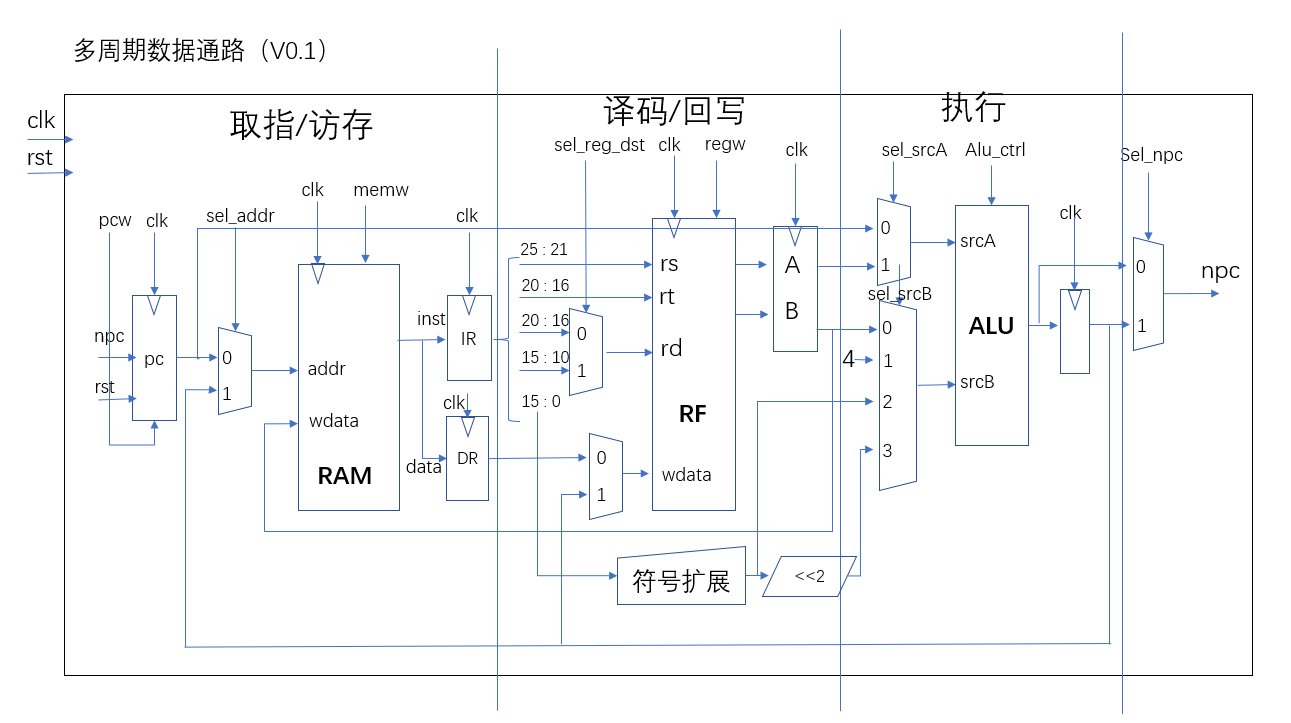 多周期数据通路（V0.1）
clk
rst
取指/访存
译码/回写
执行
sel_reg_dst
clk
regw
clk
sel_srcA
Alu_ctrl
Sel_npc
clk
memw
pcw
clk
sel_addr
clk
clk
25 : 21
20 : 16
20 : 16
15 : 10
15 : 0
rs
rt
rd
RF
wdata
A
B
0
1
sel_srcB
0
4
1
2
3
srcA
ALU
srcB
0
1
npc
npc
rst
pc
0
1
addr
wdata
RAM
inst
IR
clk
data
DR
0
1
0
1
符号扩展
<<2